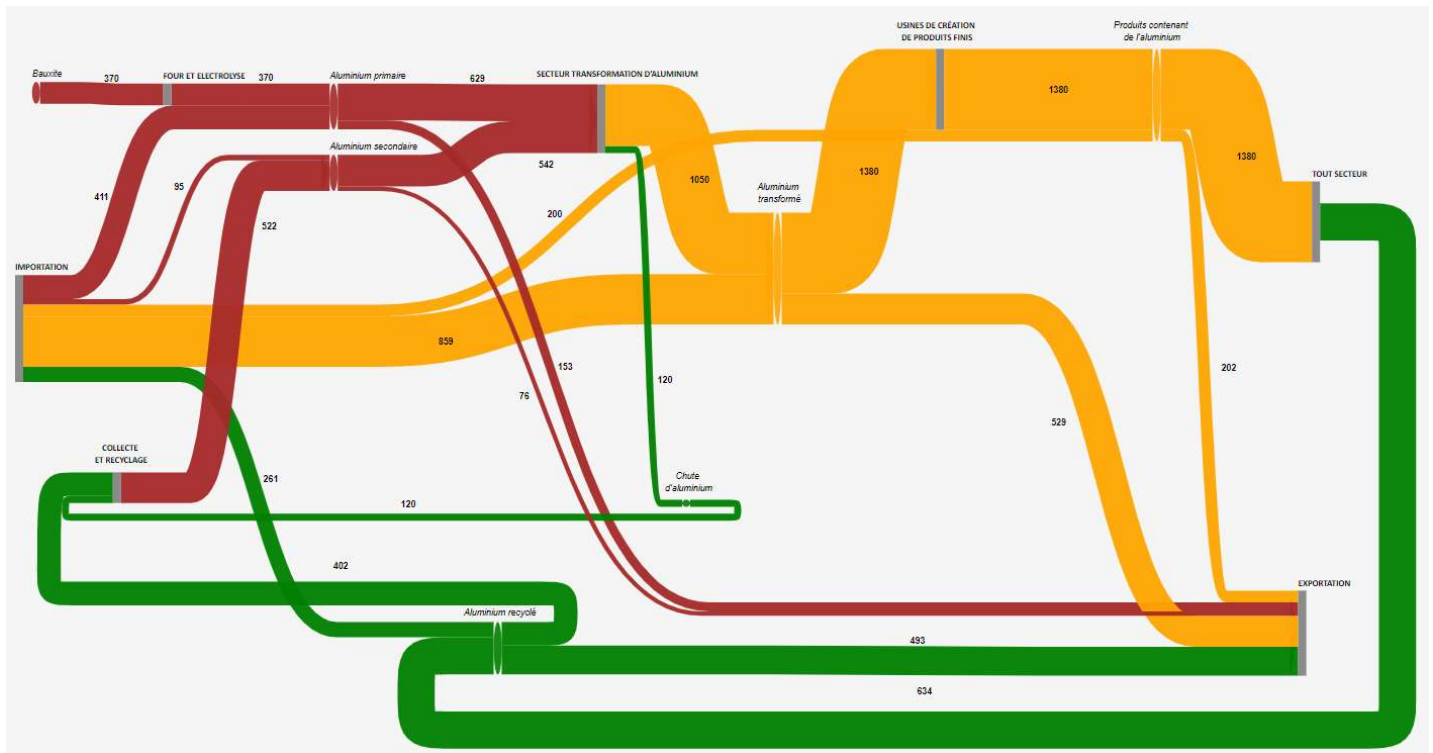 USINES DE CRÉATION
DE PRODUITS FINIS
Produits contenant
de l'aluminium
Bauxite
370
FOUR ET ELECTROLYSE
370
Aluminium primaire
629
SECTEUR TRANSFORMATION D'ALUMINIUM
1380
Aluminium secondaire
542
1380
1380
TOUT SECTEUR
411
95
1050
Aluminium
transformé
522
200
IMPORTATION
859
153
120
202
76
529
COLLECTE
ET RECYCLAGE
261
Chute
d'aluminium
120
402
EXPORTATION
Aluminium recyclé
493
634